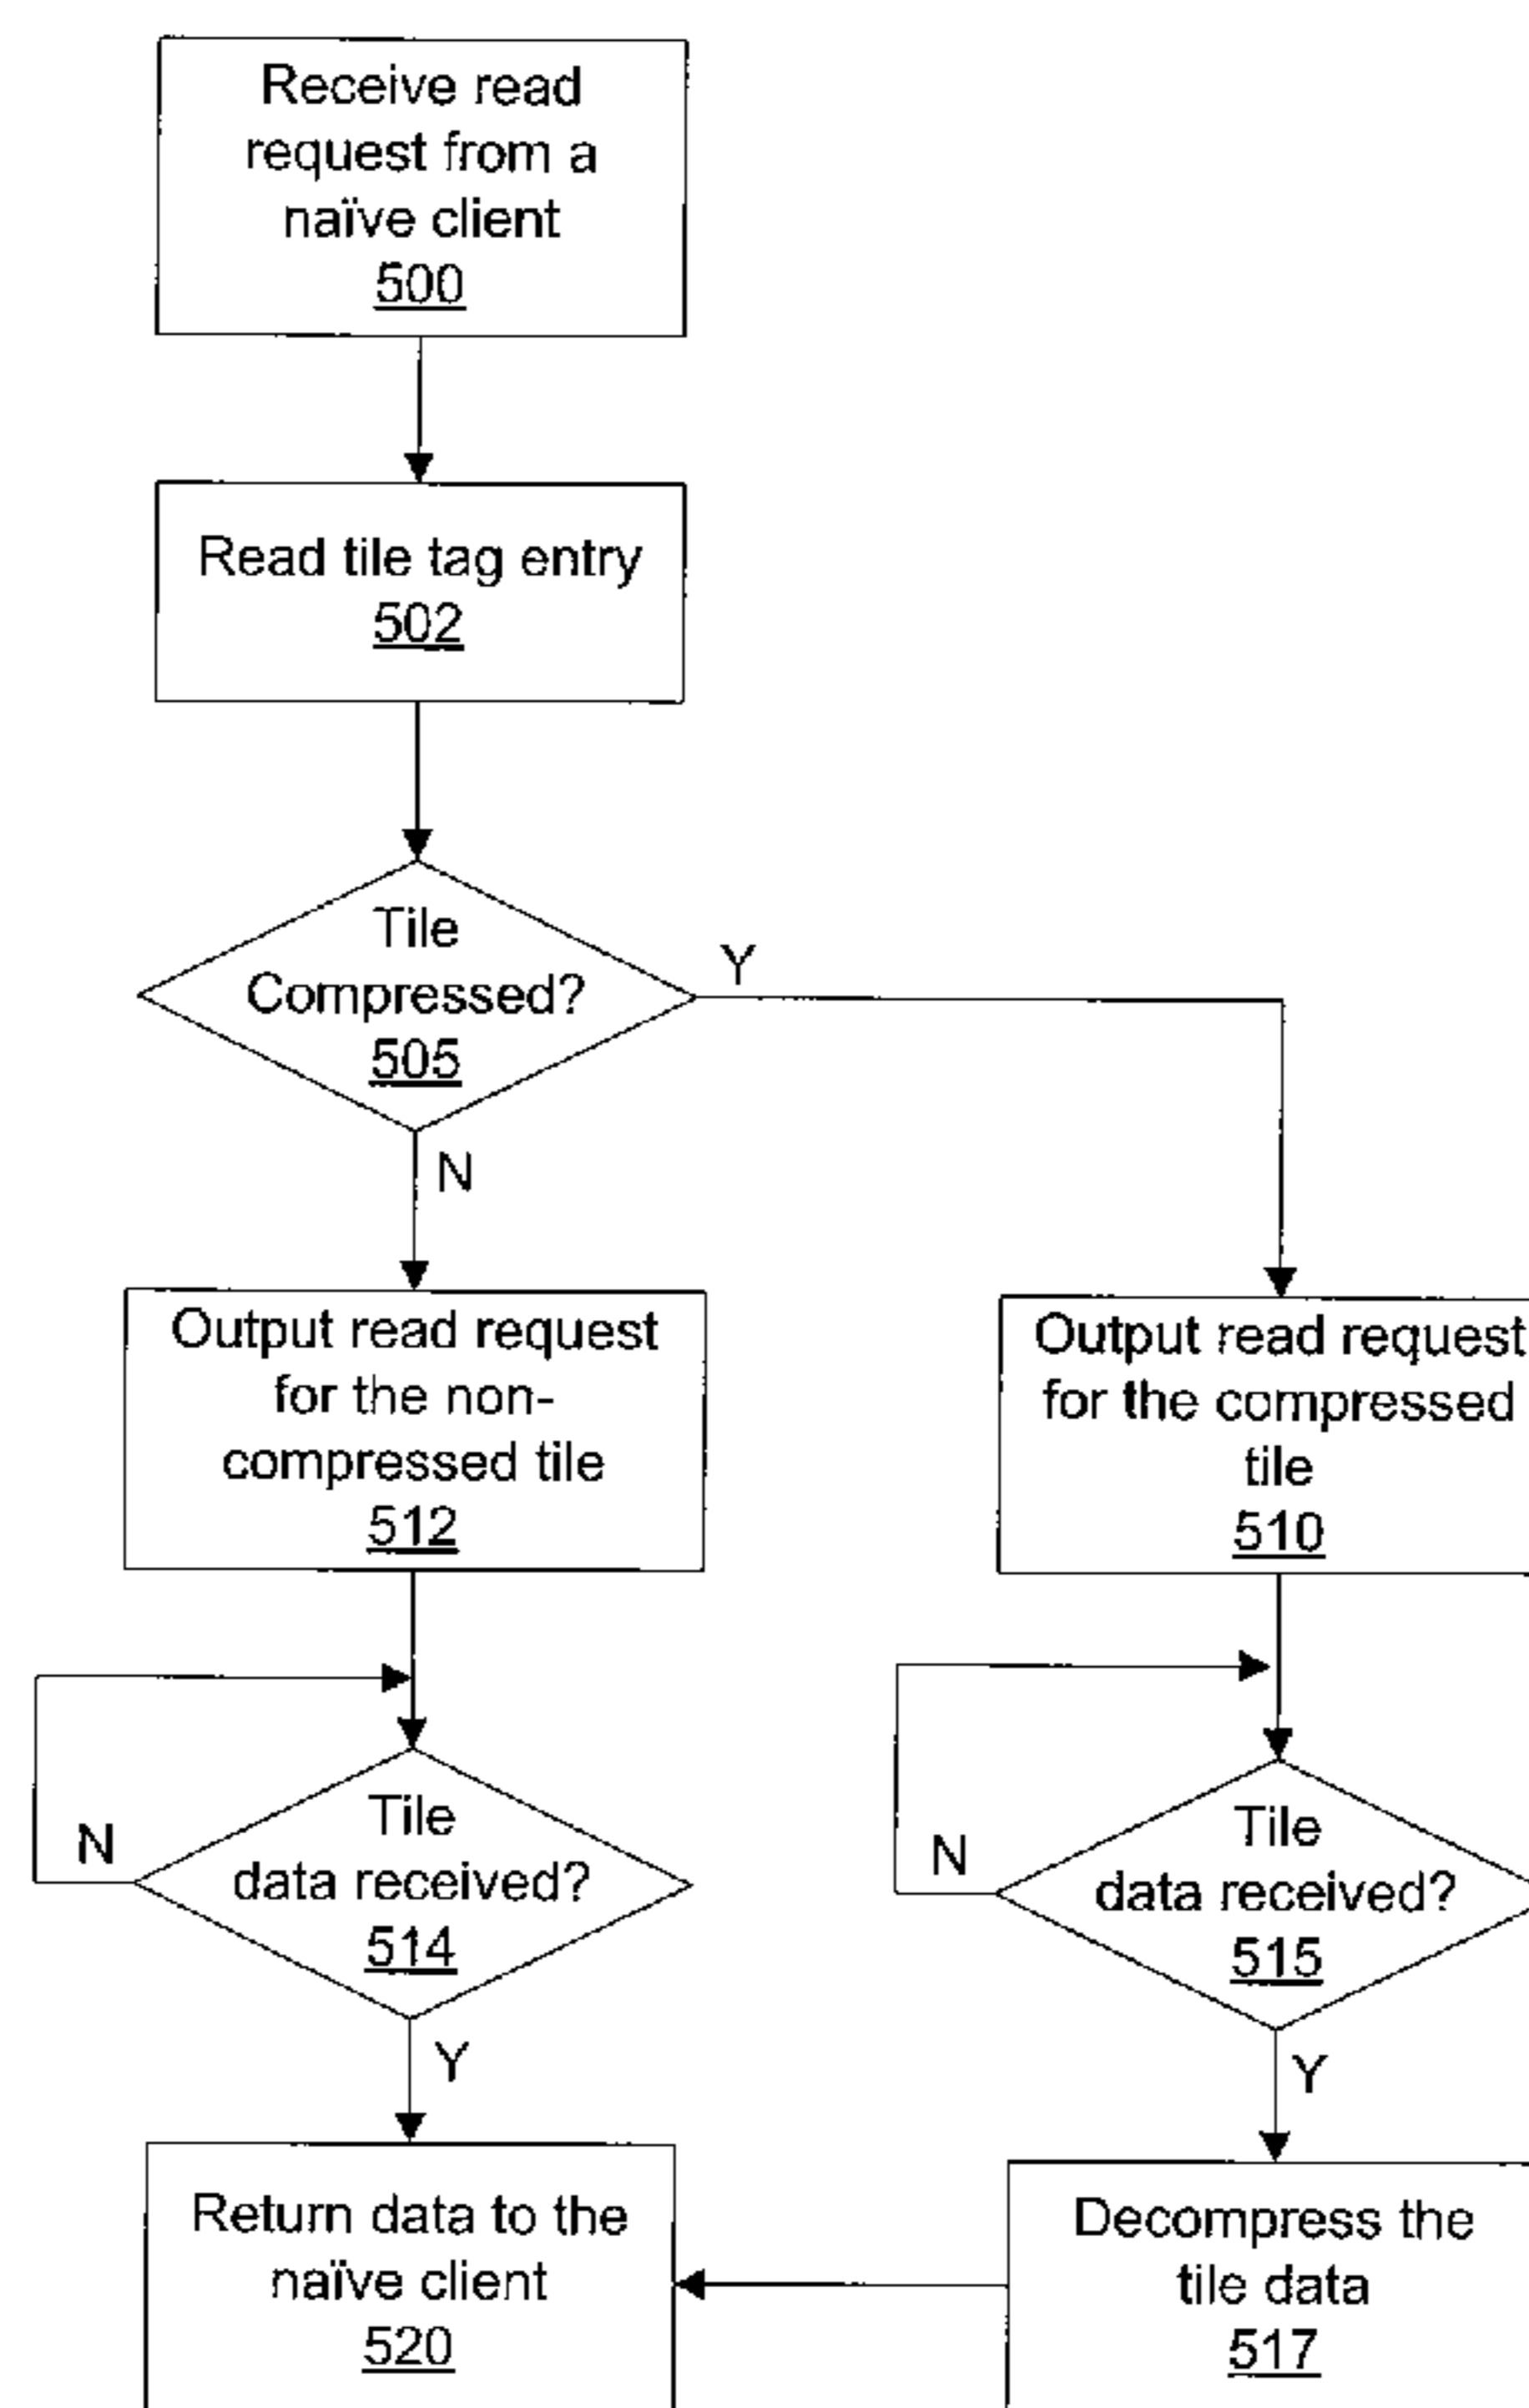 Receive read
request from a
naïve client
500
Read tile tag entry
502
Tile
Compressed?
505
Y
N
Output read request
for the non-
compressed tile
512
Output read request
for the compressed
tile
510
Tile
data received?
514
N
Y
Tile
data received?
515
N
Y
Return data to the
naïve client
520
Decompress the
tile data
517